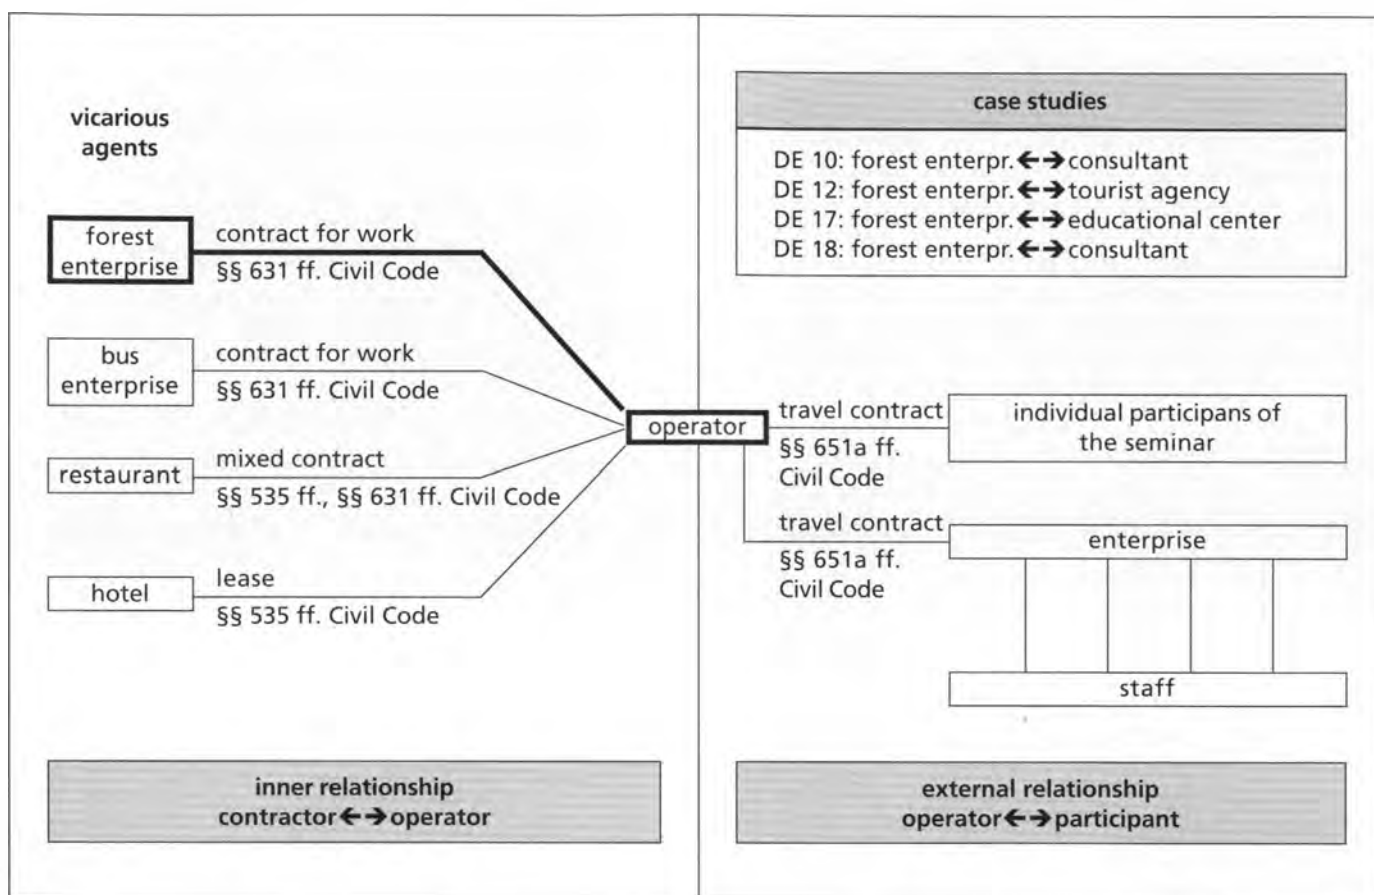 vicarious
agents
forest
enterprise
contract for work
§§ 631 ff. Civil Code
bus
enterprise
contract for work
§§ 631 ff. Civil Code
restaurant
mixed contract
§§ 535 ff., §§ 631 ff. Civil Code
hotel
lease
§§ 535 ff. Civil Code
operator
inner relationship
contractor ←→ operator
case studies
DE 10: forest enterpr. ←→ consultant
DE 12: forest enterpr. ←→ tourist agency
DE 17: forest enterpr. ←→ educational center
DE 18: forest enterpr. ←→ consultant
travel contract
§§ 651a ff.
Civil Code
individual participans of
the seminar
travel contract
§§ 651a ff.
Civil Code
enterprise
staff
external relationship
operator ←→ participant